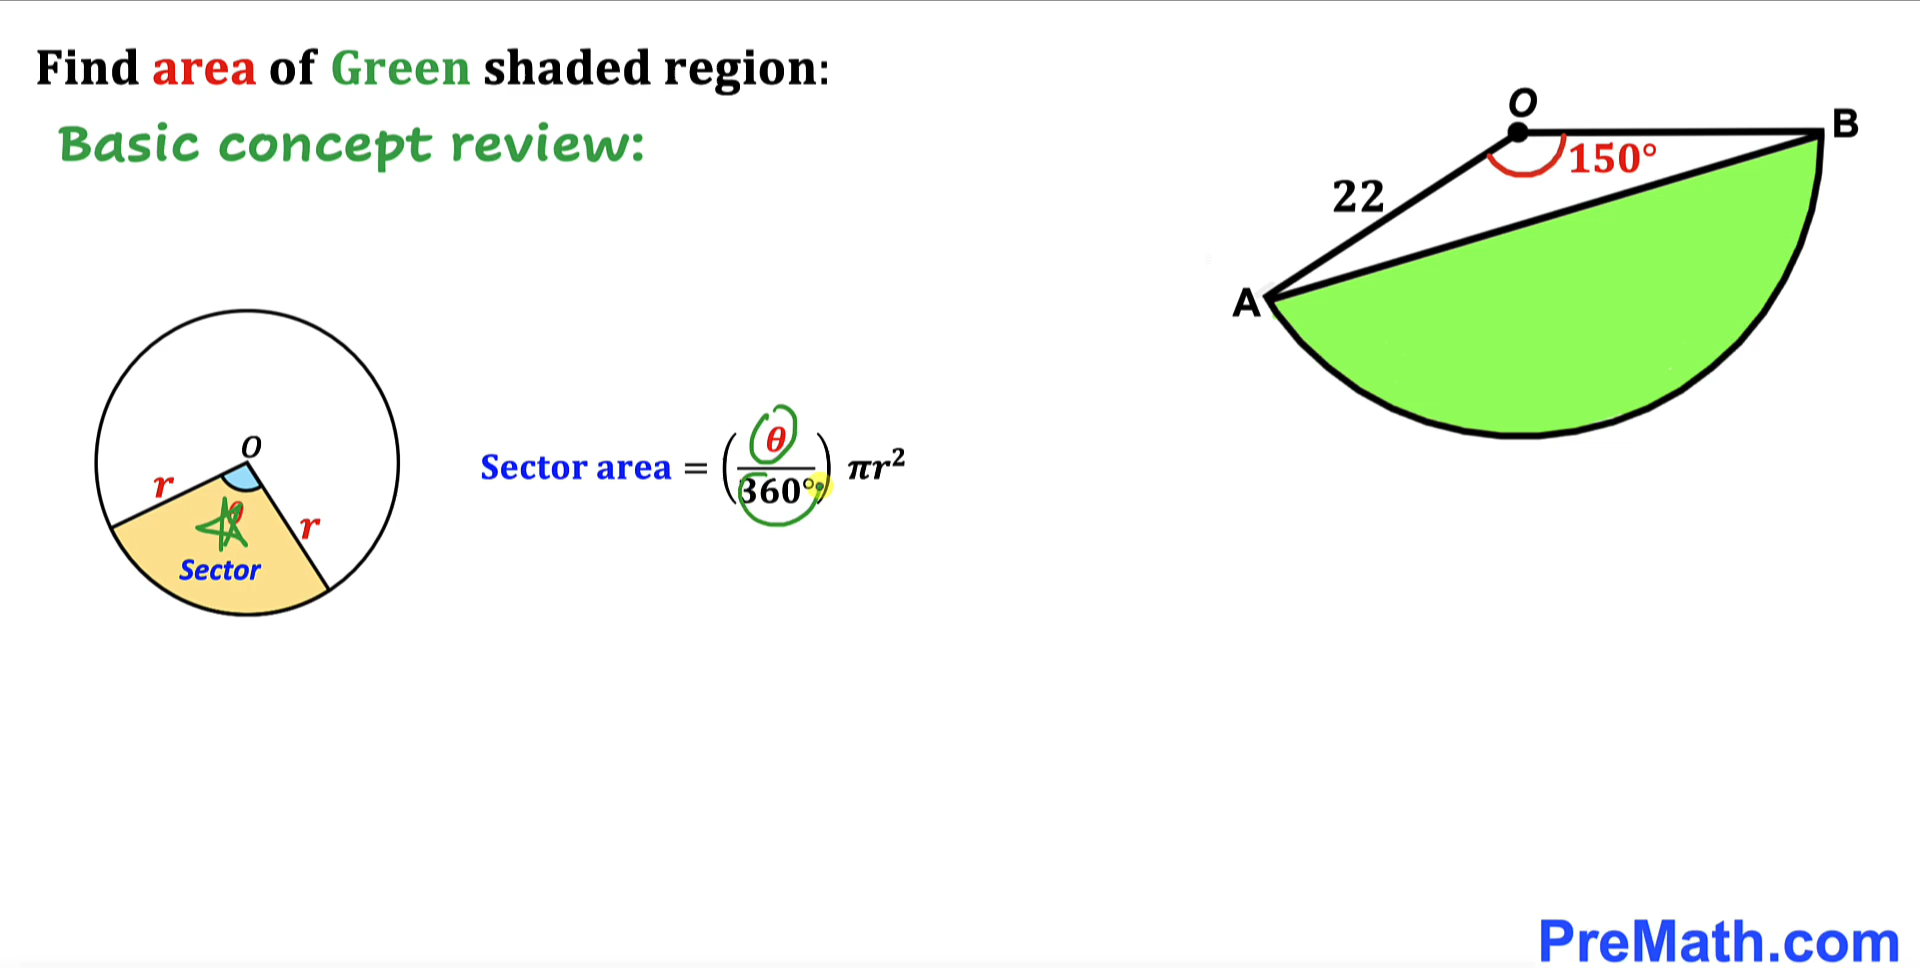 Find area of Green shaded region:
Basic concept review:
O
B
150°
22
A
O
r
r
θ
Sector
Sector area = (θ/360°) πr²
PreMath.com